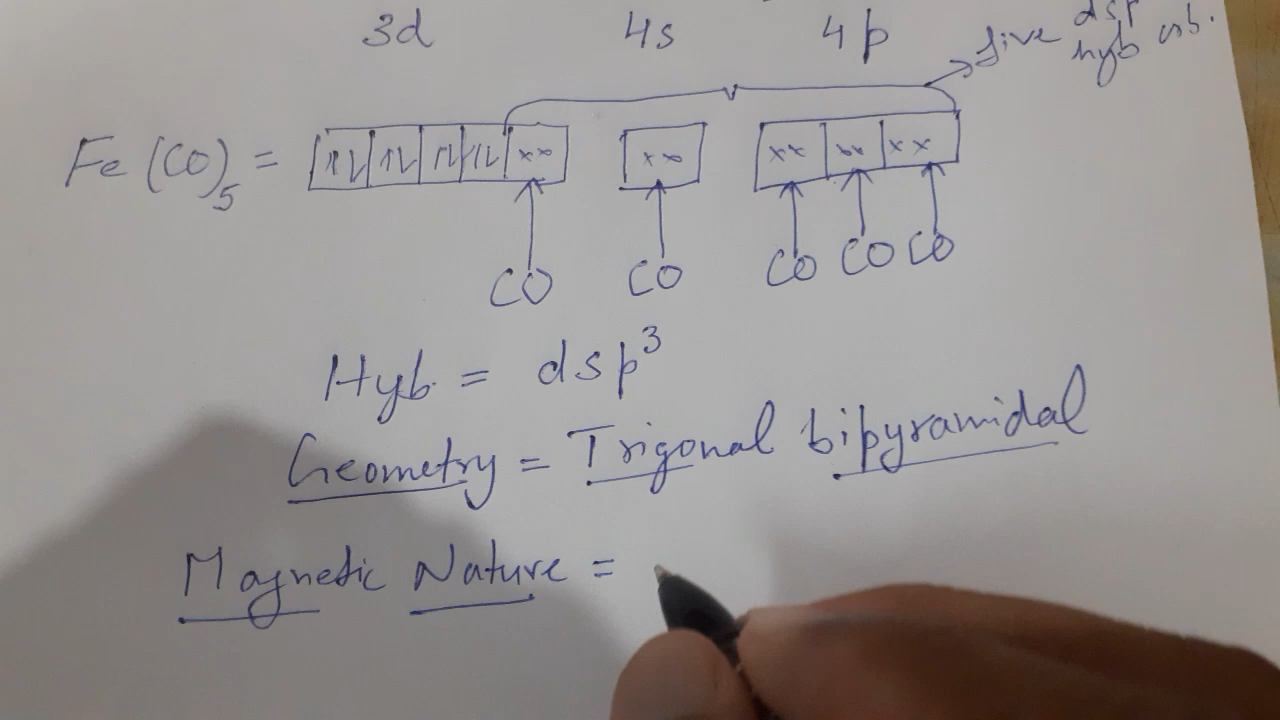 3d 4s 4p five dsp
hyb orb.
Fe(CO)5 = 1↿⇂ ↿⇂ ↿⇂ ↿⇂ xx xx xx xx xx
CO CO CO CO CO
Hyb. = dsp³
Geometry = Trigonal bipyramidal
Magnetic Nature =